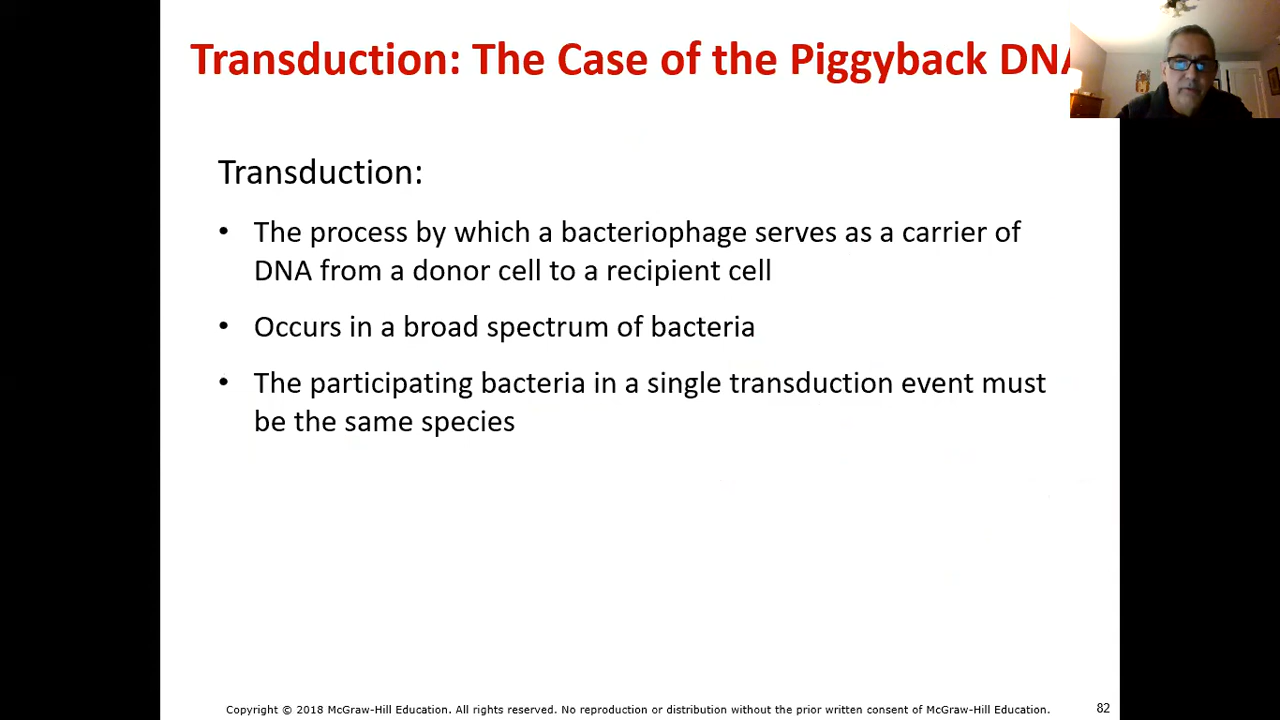 Transduction: The Case of the Piggyback DNA
Transduction:
• The process by which a bacteriophage serves as a carrier of
DNA from a donor cell to a recipient cell
• Occurs in a broad spectrum of bacteria
• The participating bacteria in a single transduction event must
be the same species
Copyright © 2018 McGraw-Hill Education. All rights reserved. No reproduction or distribution without the prior written consent of McGraw-Hill Education.
82